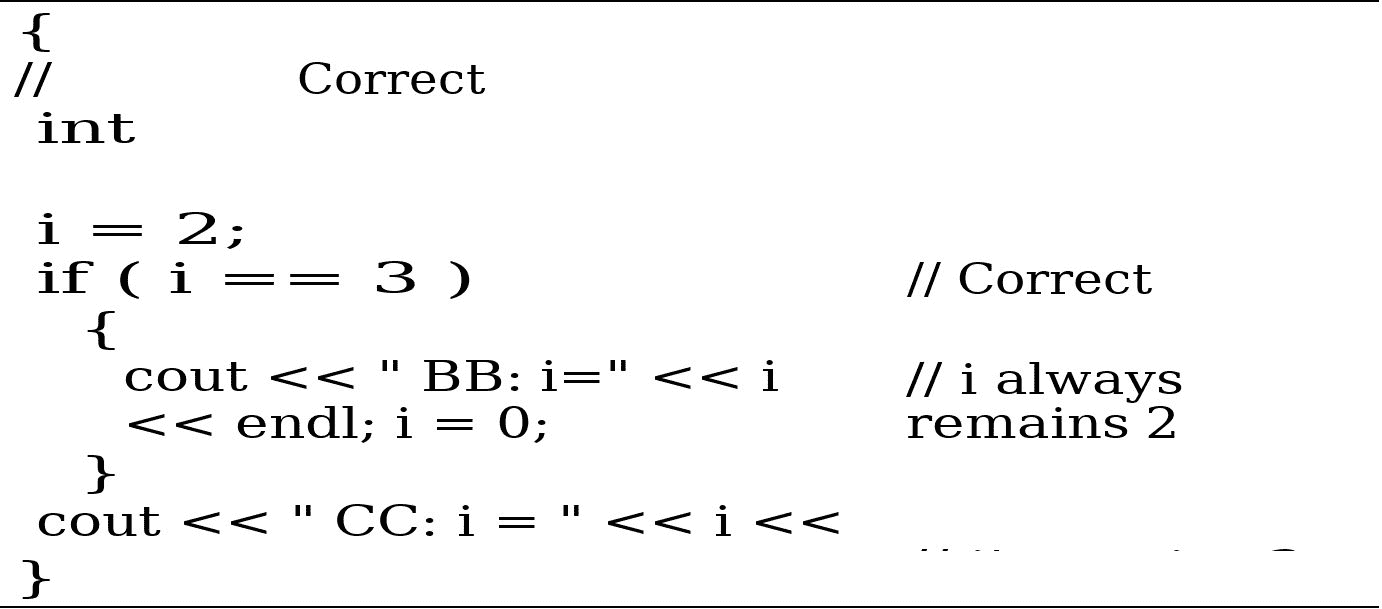 {
// Correct
int
i = 2;
if ( i == 3 ) // Correct
{
cout << " BB: i=" << i // i always
<< endl; i = 0; remains 2
}
cout << " CC: i = " << i <<
}